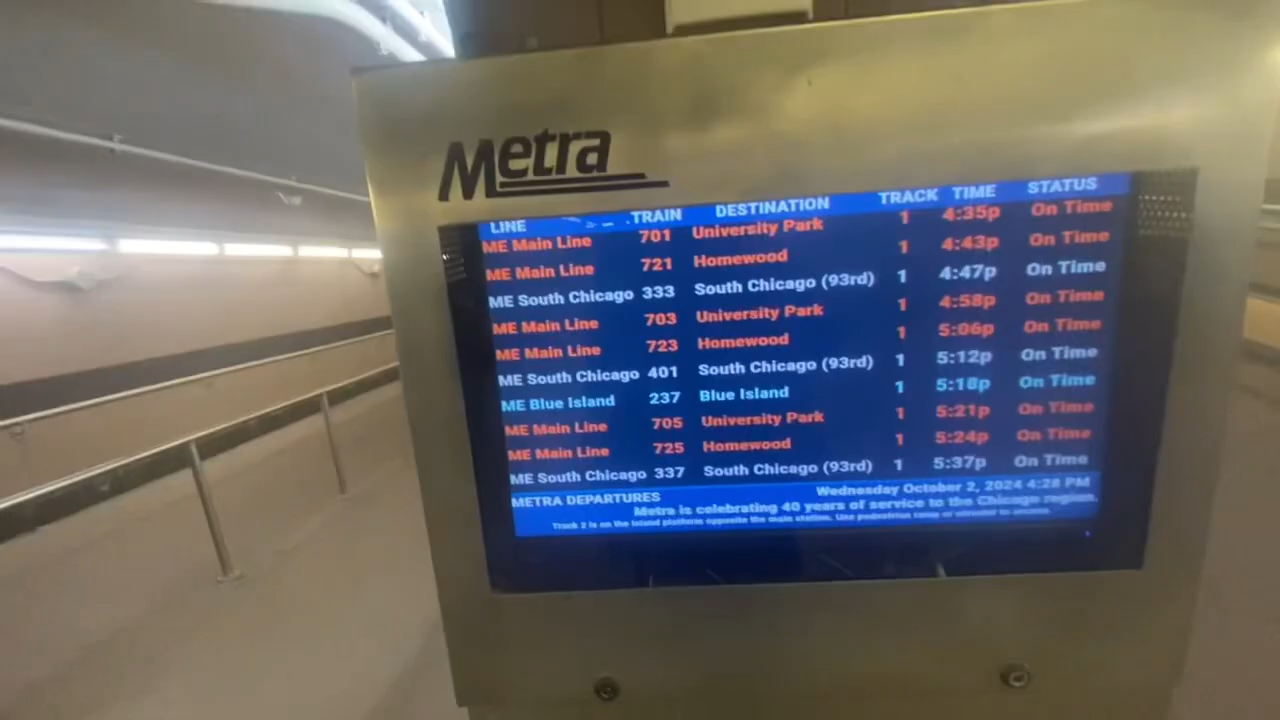 Metra
LINE TRAIN DESTINATION TRACK TIME STATUS
ME Main Line 701 University Park 1 4:35p On Time
ME Main Line 721 Homewood 1 4:43p On Time
ME South Chicago 333 South Chicago (93rd) 1 4:47p On Time
ME Main Line 703 University Park 1 4:58p On Time
ME Main Line 723 Homewood 1 5:06p On Time
ME South Chicago 401 South Chicago (93rd) 1 5:12p On Time
ME Blue Island 237 Blue Island 1 5:18p On Time
ME Main Line 705 University Park 1 5:21p On Time
ME Main Line 725 Homewood 1 5:24p On Time
ME South Chicago 337 South Chicago (93rd) 1 5:37p On Time
METRA DEPARTURES Wednesday October 2, 2024 4:28 PM
Metra is celebrating 40 years of service to the Chicago region.
Track 2 is on the island platform opposite the main station. Use pedestrian